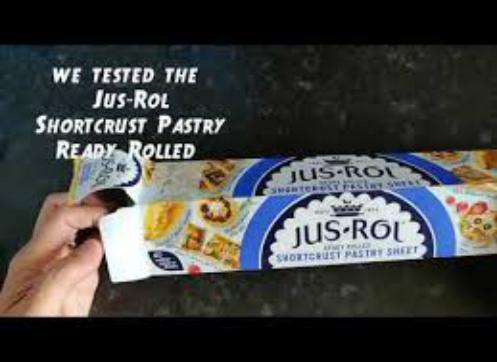 WE TESTED THE
JUS-ROL
SHORTCRUST PASTRY
READY ROLLED
JUS-ROL
SHORTCRUST PASTRY SHEET
JUS-ROL
READY ROLLED
SHORTCRUST PASTRY SHEET